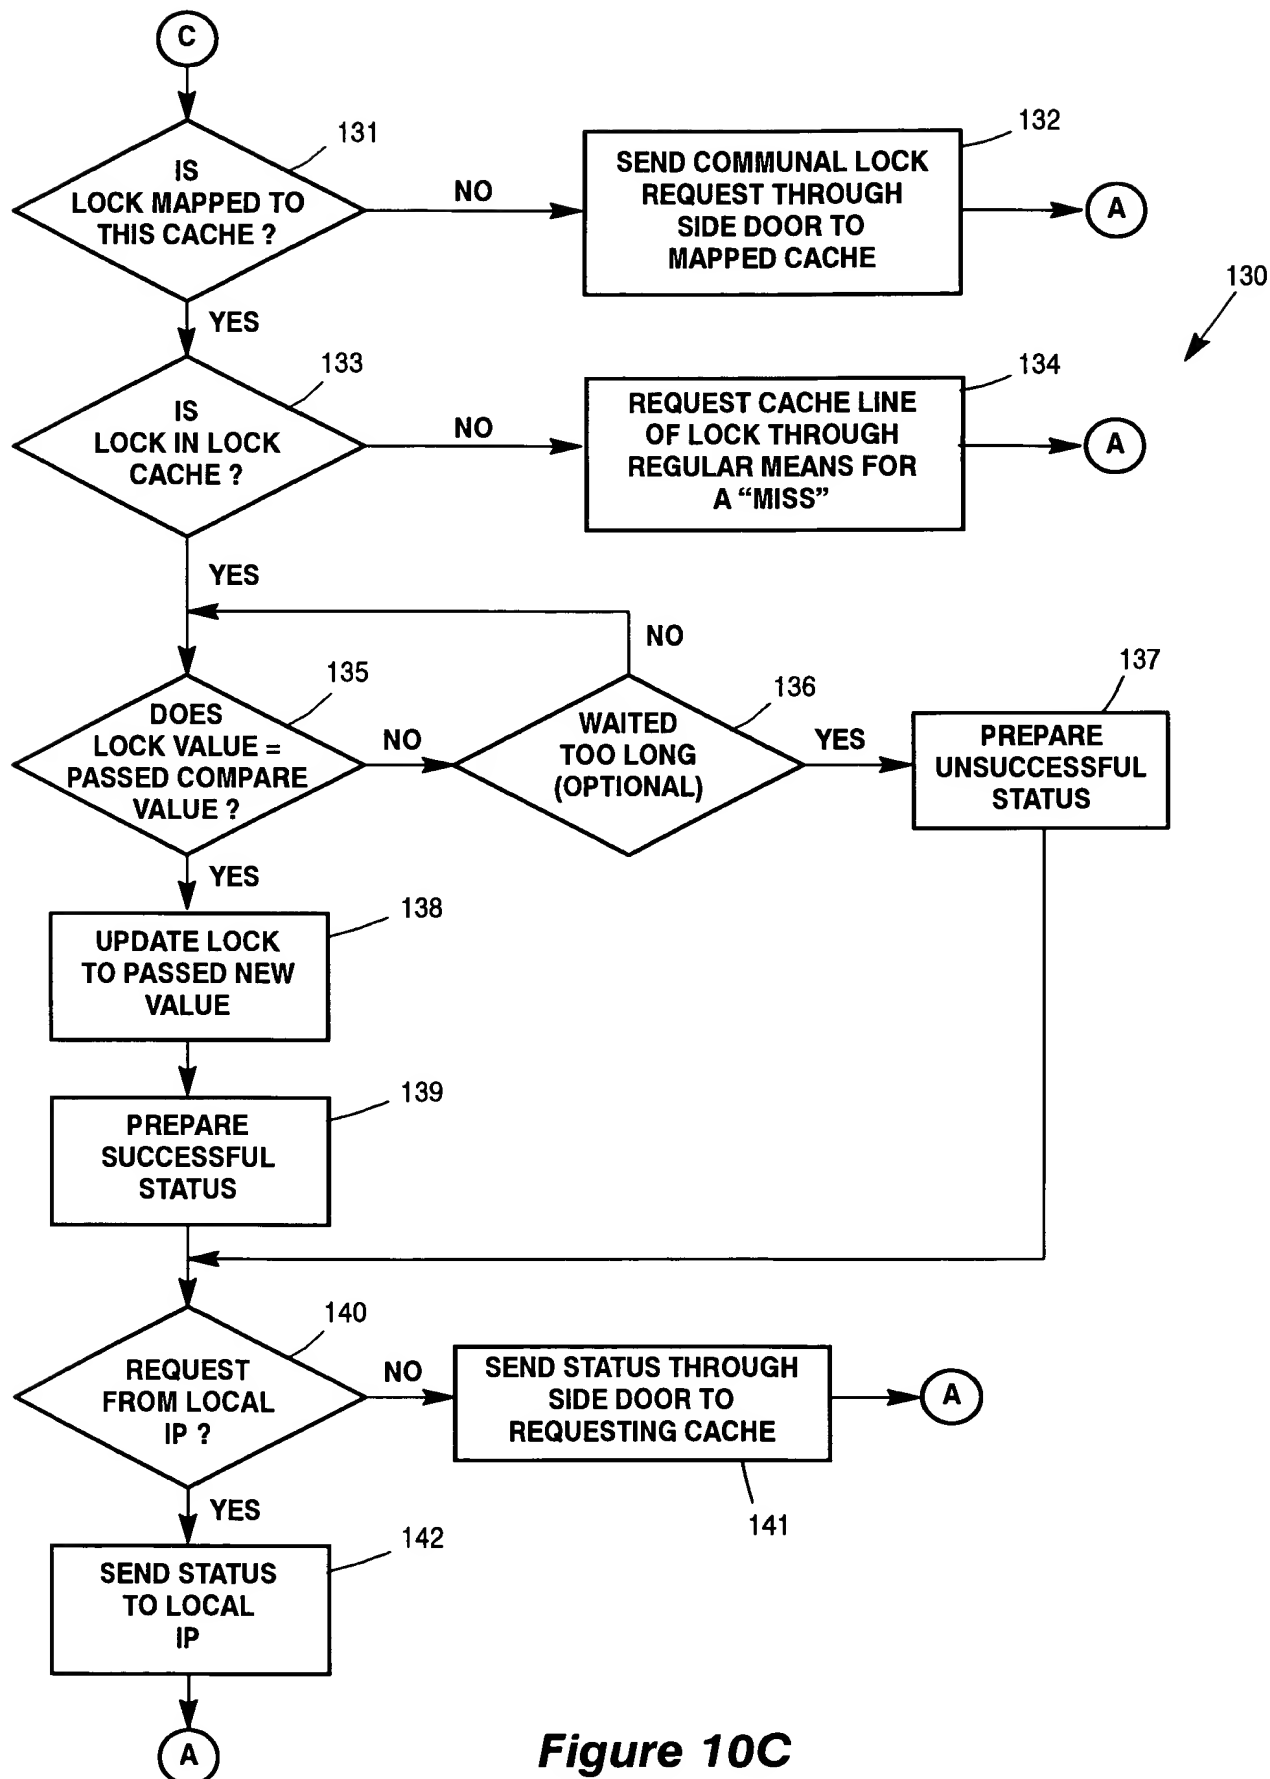 C
131
IS
LOCK MAPPED TO
THIS CACHE ?
NO
132
SEND COMMUNAL LOCK
REQUEST THROUGH
SIDE DOOR TO
MAPPED CACHE
A
130
YES
133
IS
LOCK IN LOCK
CACHE ?
NO
134
REQUEST CACHE LINE
OF LOCK THROUGH
REGULAR MEANS FOR
A “MISS”
A
YES
NO
135
DOES
LOCK VALUE =
PASSED COMPARE
VALUE ?
NO
136
WAITED
TOO LONG
(OPTIONAL)
YES
137
PREPARE
UNSUCCESSFUL
STATUS
YES
138
UPDATE LOCK
TO PASSED NEW
VALUE
139
PREPARE
SUCCESSFUL
STATUS
140
REQUEST
FROM LOCAL
IP ?
NO
SEND STATUS THROUGH
SIDE DOOR TO
REQUESTING CACHE
141
A
YES
142
SEND STATUS
TO LOCAL
IP
A
Figure 10C